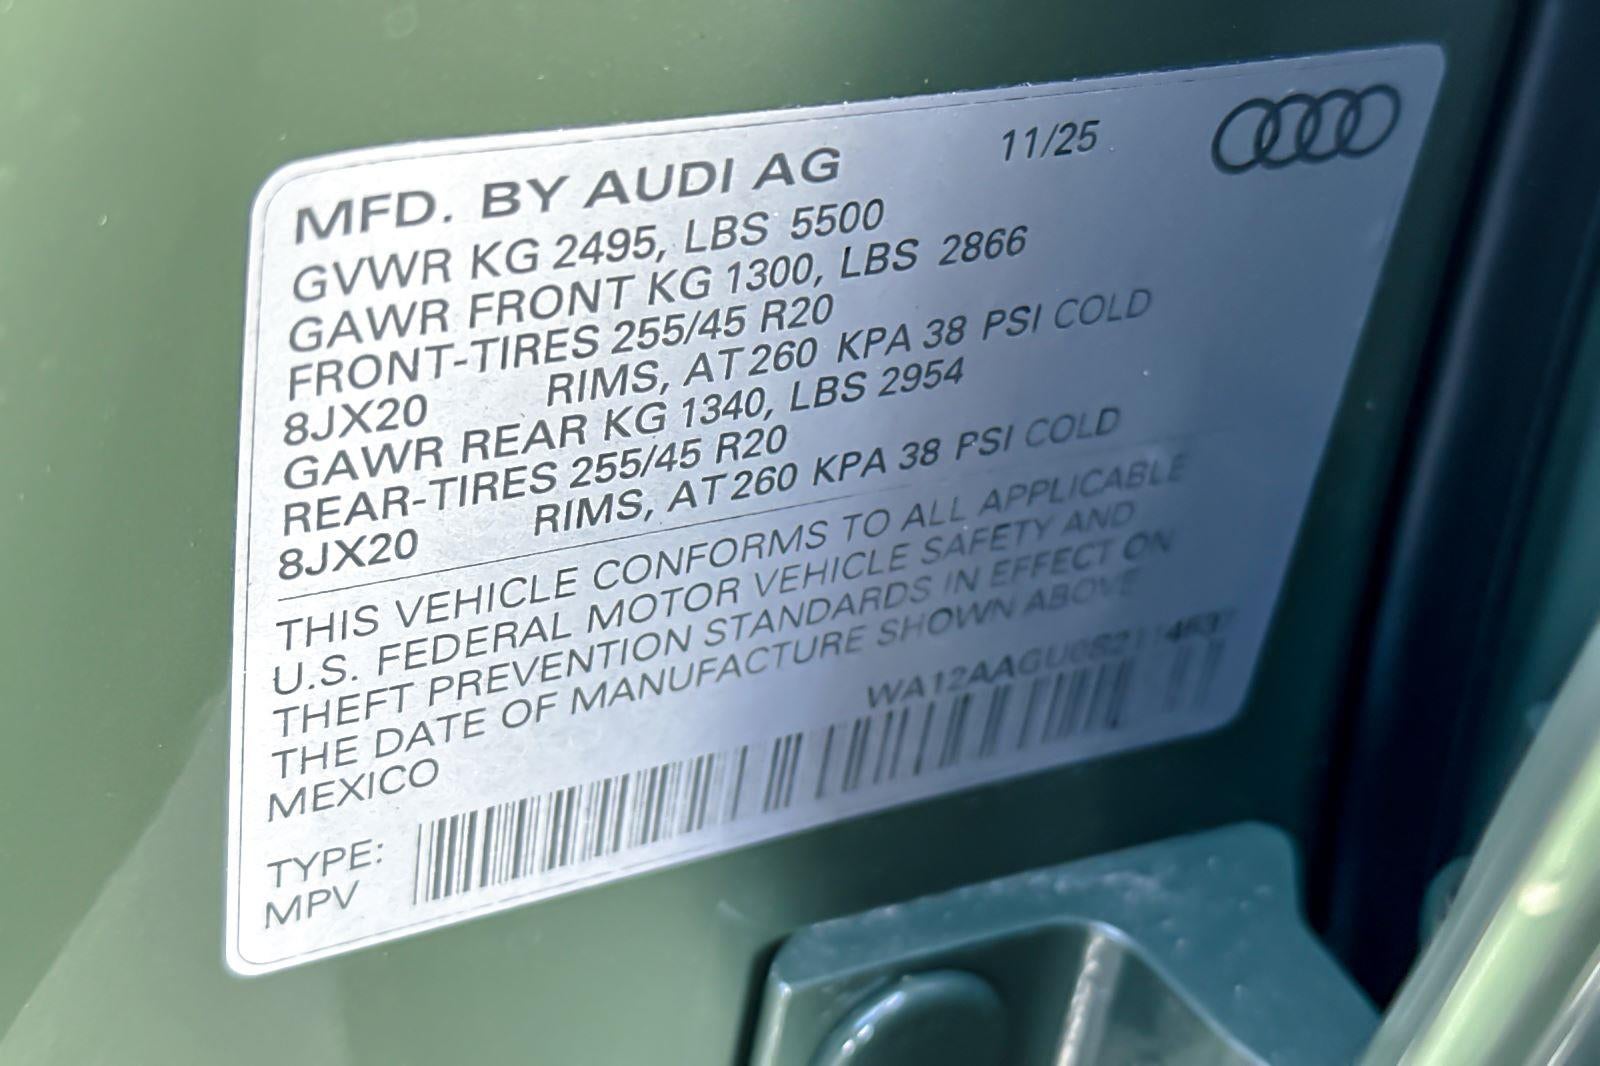 MFD. BY AUDI AG 11/25
GVWR KG 2495, LBS 5500
GAWR FRONT KG 1300, LBS 2866
FRONT-TIRES 255/45 R20
8JX20 RIMS, AT 260 KPA 38 PSI COLD
GAWR REAR KG 1340, LBS 2954
REAR-TIRES 255/45 R20
8JX20 RIMS, AT 260 KPA 38 PSI COLD
THIS VEHICLE CONFORMS TO ALL APPLICABLE
U.S. FEDERAL MOTOR VEHICLE SAFETY AND
THEFT PREVENTION STANDARDS IN EFFECT ON
THE DATE OF MANUFACTURE SHOWN ABOVE
MEXICO
TYPE:
MPV